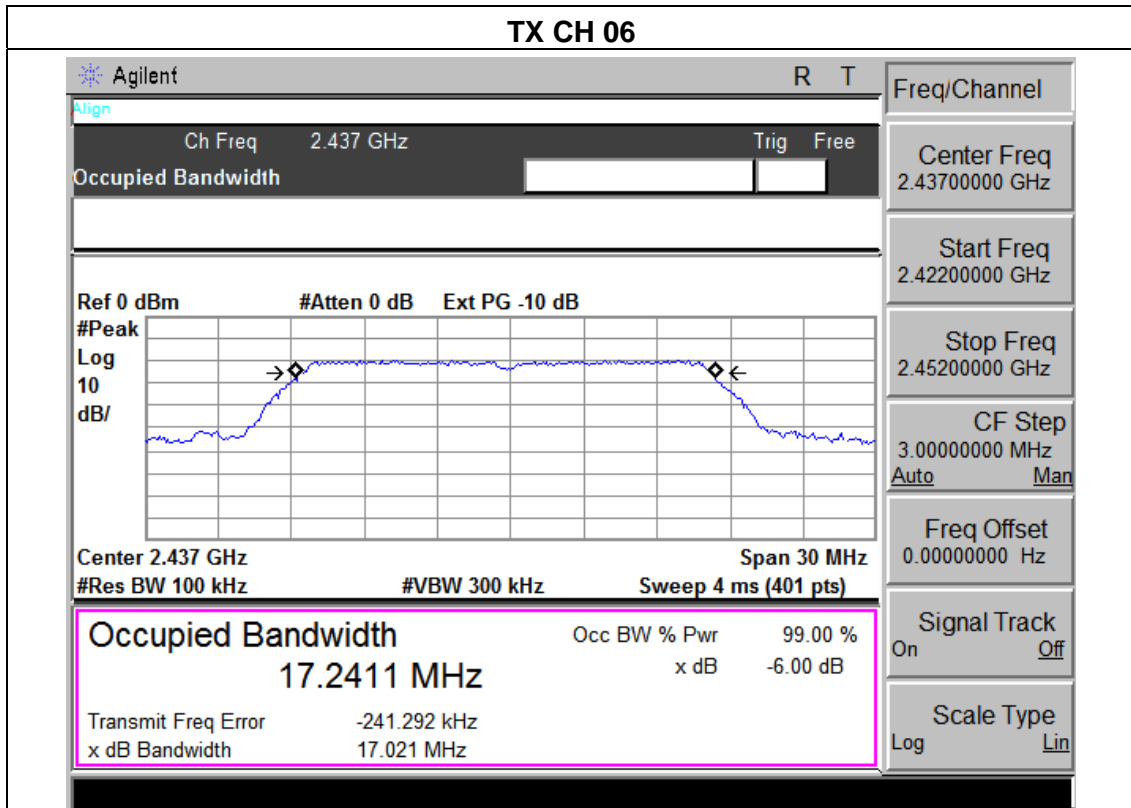 TX CH 06
Agilent R T
Align
Ch Freq 2.437 GHz Trig Free
Occupied Bandwidth
Ref 0 dBm #Atten 0 dB Ext PG -10 dB
#Peak
Log
10
dB/
Center 2.437 GHz Span 30 MHz
#Res BW 100 kHz #VBW 300 kHz Sweep 4 ms (401 pts)
Occupied Bandwidth Occ BW % Pwr 99.00 %
17.2411 MHz x dB -6.00 dB
Transmit Freq Error -241.292 kHz
x dB Bandwidth 17.021 MHz
Freq/Channel
Center Freq
2.43700000 GHz
Start Freq
2.42200000 GHz
Stop Freq
2.45200000 GHz
CF Step
3.00000000 MHz
Auto Man
Freq Offset
0.00000000 Hz
Signal Track
On Off
Scale Type
Log Lin